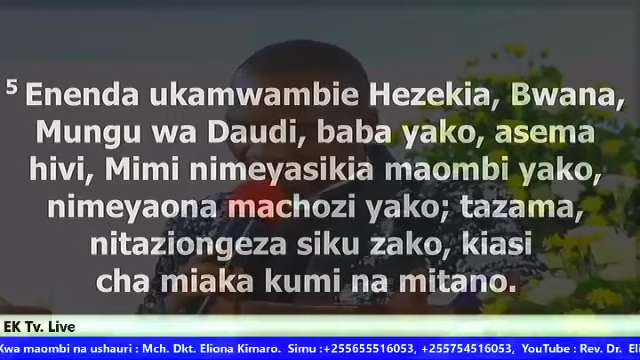 5 Enenda ukamwambie Hezekia, Bwana,
Mungu wa Daudi, baba yako, asema
hivi, Mimi nimeyasikia maombi yako,
nimeyaona machozi yako; tazama,
nitaziongeza siku zako, kiasi
cha miaka kumi na mitano.
EK Tv. Live
Kwa maombi na ushauri : Mch. Dkt. Eliona Kimaro. Simu :+255655516053, +255754516053, YouTube : Rev. Dr. Eli